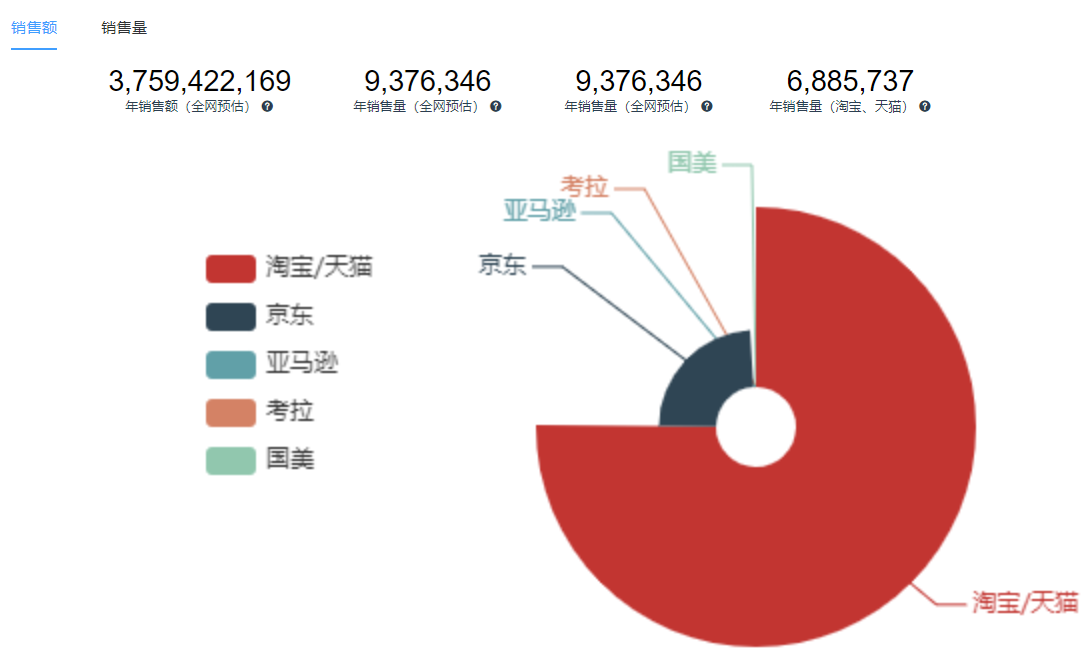 销售额 销售量
3,759,422,169 9,376,346 9,376,346 6,885,737
年销售额（全网预估） ? 年销售量（全网预估） ? 年销售量（全网预估） ? 年销售量（淘宝、天猫） ?
国美
考拉
亚马逊
京东
淘宝/天猫
京东
亚马逊
考拉
国美
淘宝/天猫